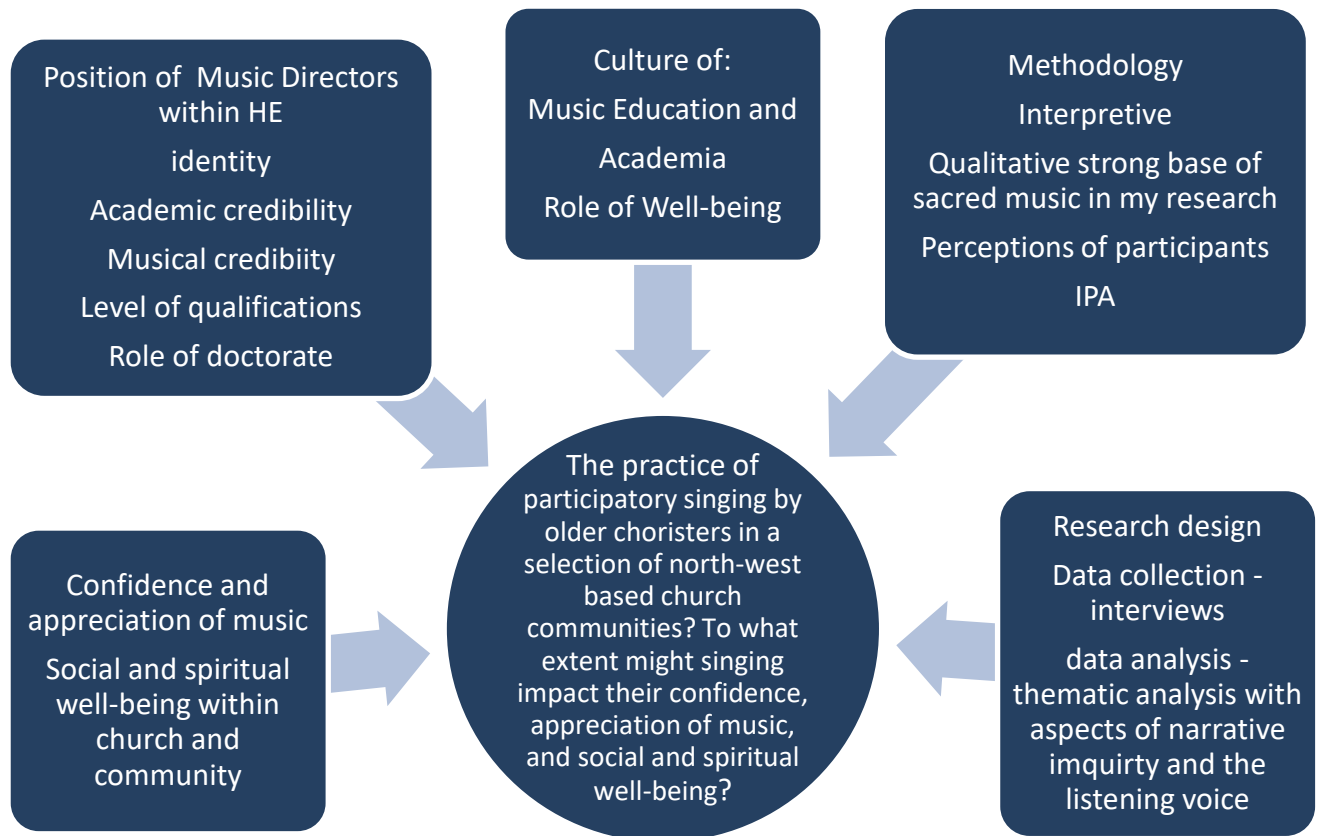 Position of Music Directors
within HE
identity
Academic credibility
Musical credibiity
Level of qualifications
Role of doctorate
Culture of:
Music Education and
Academia
Role of Well-being
Methodology
Interpretive
Qualitative strong base of
sacred music in my research
Perceptions of participants
IPA
Confidence and
appreciation of music
Social and spiritual
well-being within
church and
community
The practice of
participatory singing by
older choristers in a
selection of north-west
based church
communities? To what
extent might singing
impact their confidence,
appreciation of music,
and social and spiritual
well-being?
Research design
Data collection -
interviews
data analysis -
thematic analysis with
aspects of narrative
imquirty and the
listening voice